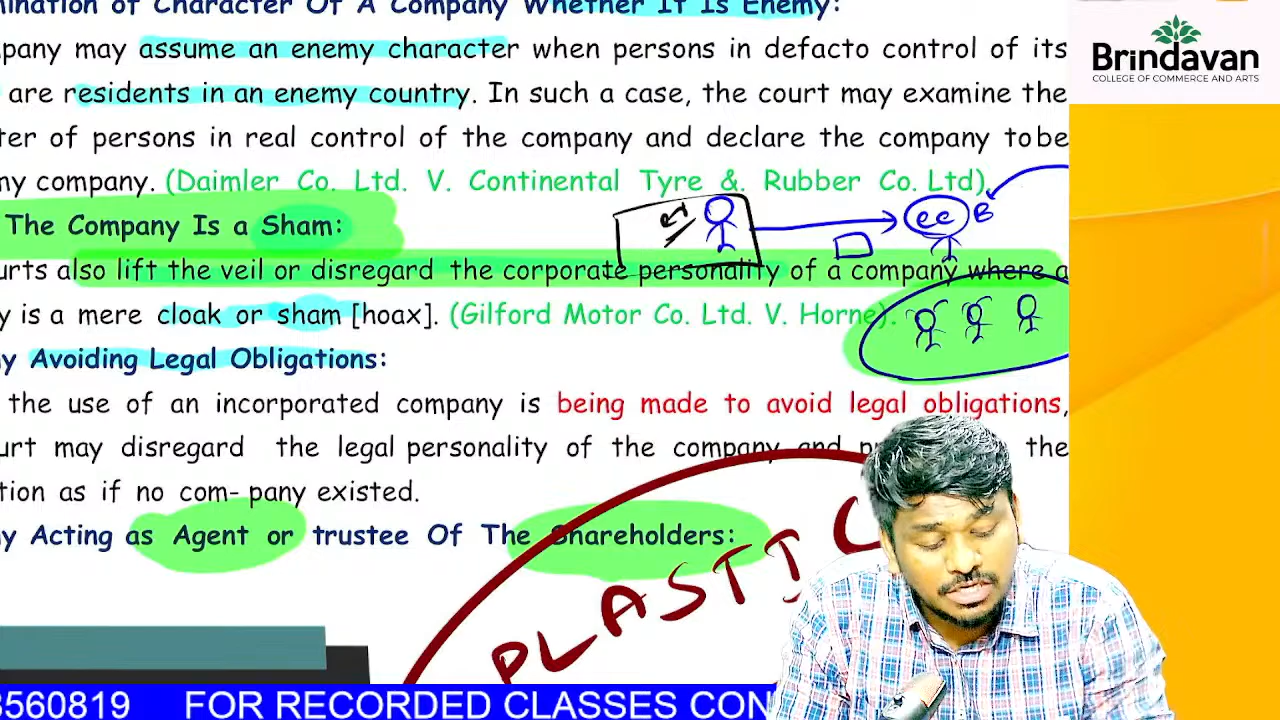 mination of Character Of A Company Whether It Is Enemy:
pany may assume an enemy character when persons in defacto control of its
are residents in an enemy country. In such a case, the court may examine the
ter of persons in real control of the company and declare the company tobe
my company. (Daimler Co. Ltd. V. Continental Tyre &. Rubber Co. Ltd).
The Company Is a Sham:
urts also lift the veil or disregard the corporate personality of a company where a
y is a mere cloak or sham [hoax]. (Gilford Motor Co. Ltd. V. Horne).
y Avoiding Legal Obligations:
the use of an incorporated company is being made to avoid legal obligations,
urt may disregard the legal personality of the company and the
tion as if no com- pany existed.
y Acting as Agent or trustee Of The Shareholders:
PLASTIC
Brindavan
COLLEGE OF COMMERCE AND ARTS
8560819 FOR RECORDED CLASSES CON